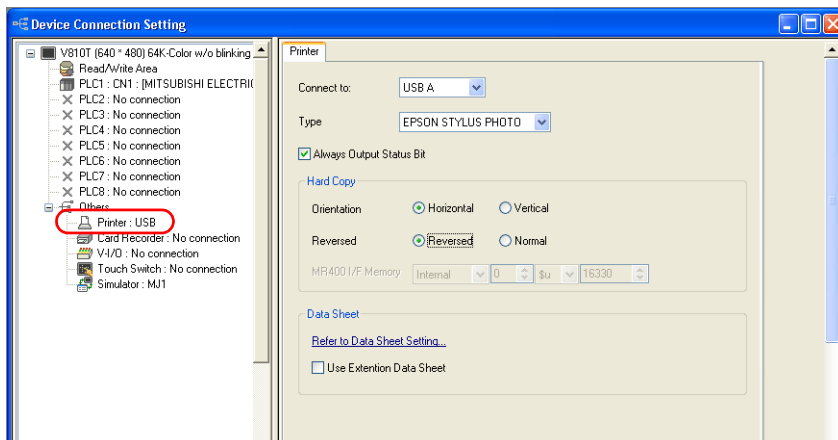 Device Connection Setting
V810T (640 * 480) 64K-Color w/o blinking
Read/Write Area
PLC1 : CN1 : [MITSUBISHI ELECTRI
PLC2 : No connection
PLC3 : No connection
PLC4 : No connection
PLC5 : No connection
PLC6 : No connection
PLC7 : No connection
PLC8 : No connection
Others
Printer : USB
Card Recorder : No connection
V-I/O : No connection
Touch Switch : No connection
Simulator : MJ1
Printer
Connect to: USB A
Type EPSON STYLUS PHOTO
Always Output Status Bit
Hard Copy
Orientation Horizontal Vertical
Reversed Reversed Normal
MR400 I/F Memory Internal 0 $u 16330
Data Sheet
Refer to Data Sheet Setting...
Use Extention Data Sheet